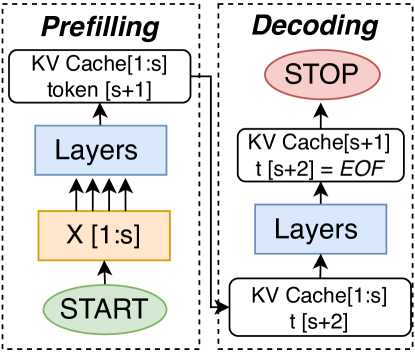 Prefilling
KV Cache[1:s]
token [s+1]
Layers
X [1:s]
START
Decoding
STOP
KV Cache[s+1]
t [s+2] = EOF
Layers
KV Cache[1:s]
t [s+2]